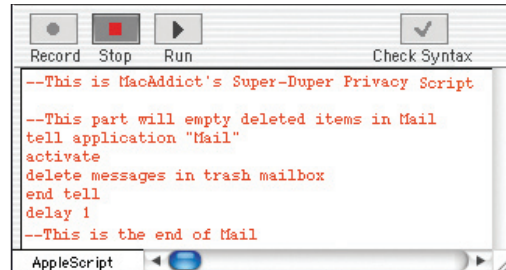 Record Stop Run Check Syntax
--This is MacAddict's Super-Duper Privacy Script
--This part will empty deleted items in Mail
tell application "Mail"
activate
delete messages in trash mailbox
end tell
delay 1
--This is the end of Mail
AppleScript